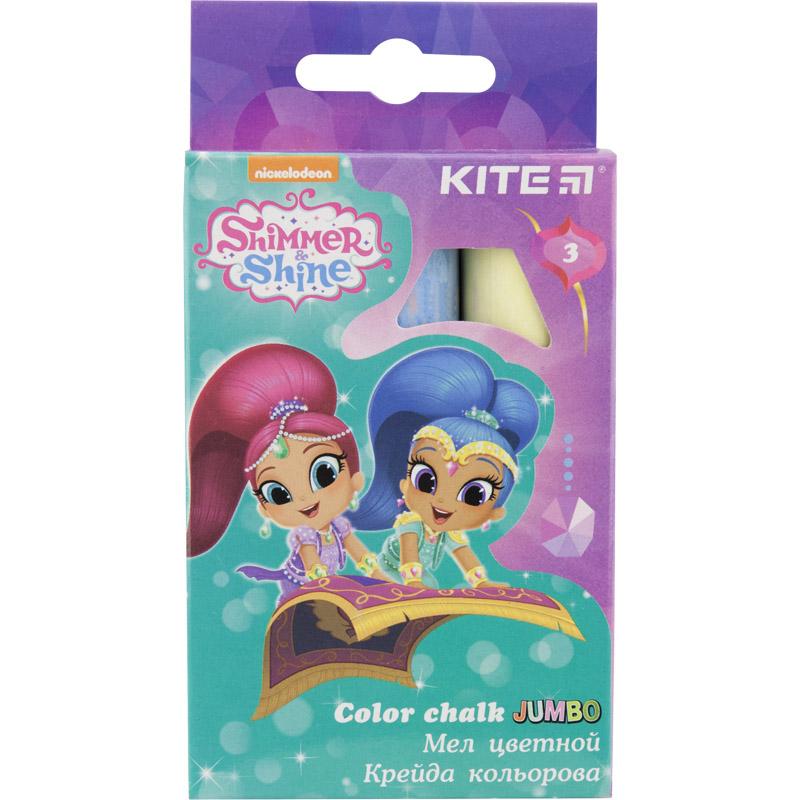 nickelodeon
KITE
Shimmer
&
Shine
3
Color chalk JUMBO
Мел цветной
Крейда кольорова